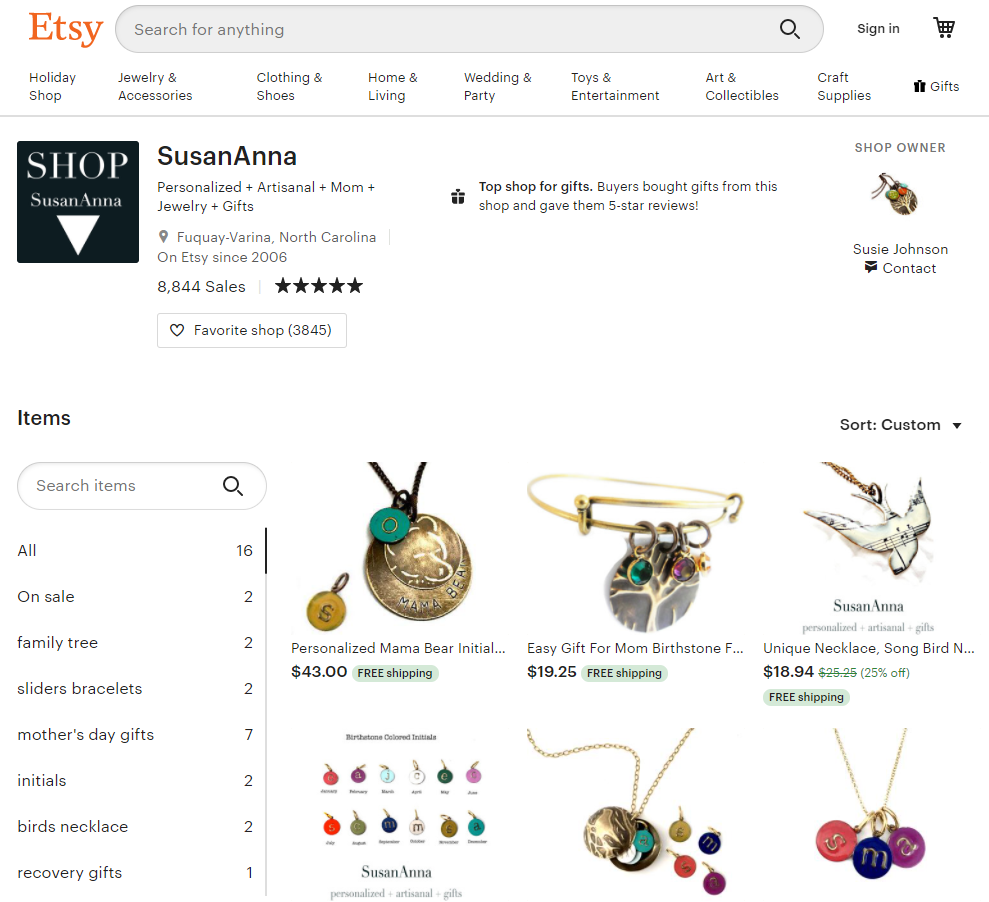 Etsy
Search for anything
Sign in
Holiday Shop
Jewelry & Accessories
Clothing & Shoes
Home & Living
Wedding & Party
Toys & Entertainment
Art & Collectibles
Craft Supplies
Gifts
SHOP
SusanAnna
SusanAnna
Personalized + Artisanal + Mom +
Jewelry + Gifts
Fuquay-Varina, North Carolina
On Etsy since 2006
8,844 Sales
Favorite shop (3845)
Top shop for gifts. Buyers bought gifts from this
shop and gave them 5-star reviews!
SHOP OWNER
Susie Johnson
Contact
Items
Sort: Custom
Search items
All 16
On sale 2
family tree 2
sliders bracelets 2
mother's day gifts 7
initials 2
birds necklace 2
recovery gifts 1
O
MAMA BEAR
Personalized Mama Bear Initial...
$43.00 FREE shipping
Easy Gift For Mom Birthstone F...
$19.25 FREE shipping
SusanAnna
personalized + artisanal + gifts
Unique Necklace, Song Bird N...
$18.94 $25.25 (25% off)
FREE shipping
Birthstone Colored Initials
January February March April May June
July August September October November December
SusanAnna
personalized + artisanal + gifts
s m a